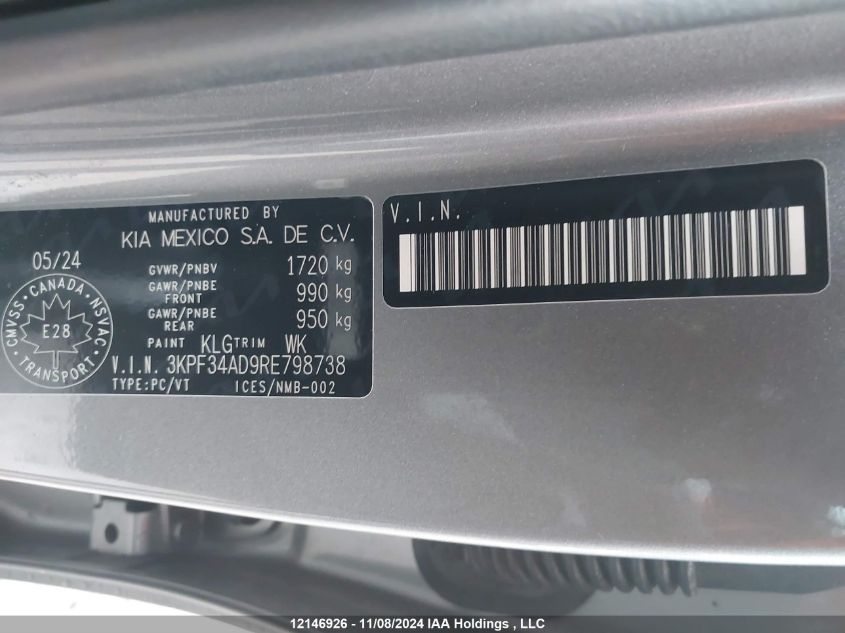 MANUFACTURED BY
KIA MEXICO S.A. DE C.V.
05/24
GVWR/PNBV 1720 kg
GAWR/PNBE FRONT 990 kg
GAWR/PNBE REAR 950 kg
PAINT KLG TRIM WK
V.I.N. 3KPF34AD9RE798738
TYPE:PC/VT ICES/NMB-002
CMVSS · CANADA · NSVAC · TRANSPORT ·
E28
V.I.N.
12146926 - 11/08/2024 IAA Holdings , LLC